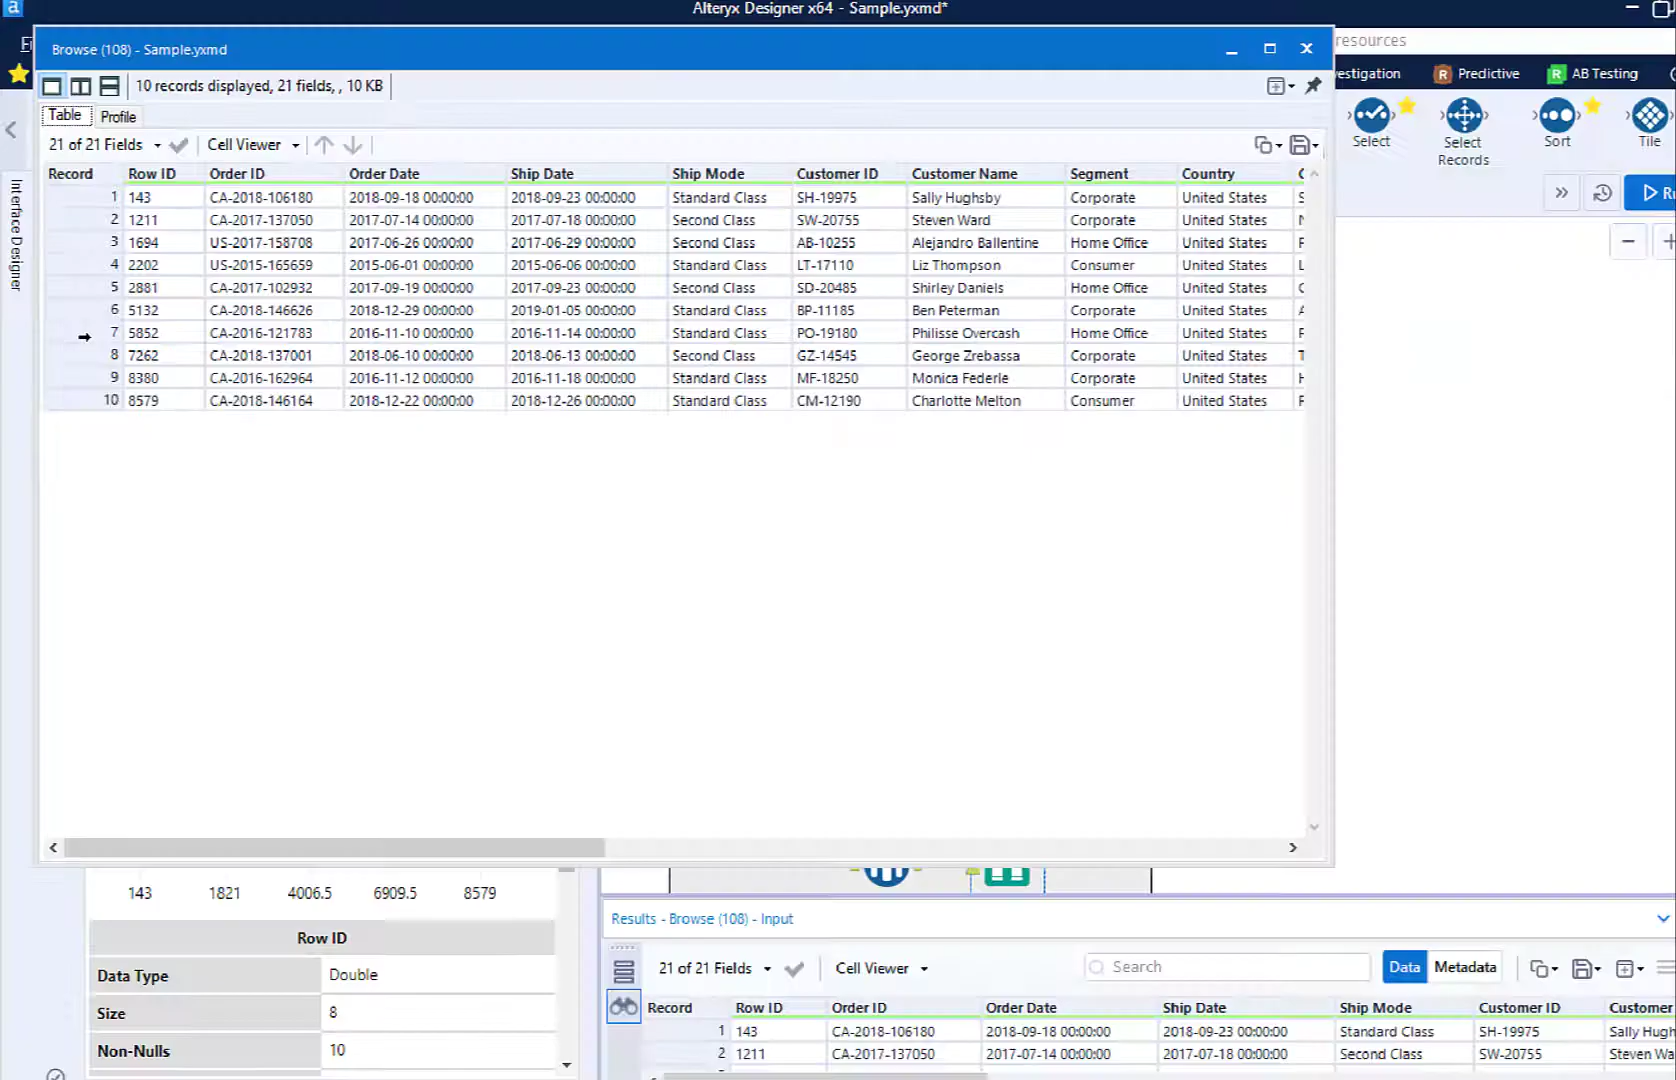 Alteryx Designer x64 - Sample.yxmd*
Browse (108) - Sample.yxmd
resources
10 records displayed, 21 fields, , 10 KB
Predictive
AB Testing
Table
Profile
21 of 21 Fields
Cell Viewer
Select
Select Records
Sort
Tile
Interface Designer
Record Row ID Order ID Order Date Ship Date Ship Mode Customer ID Customer Name Segment Country
1 143 CA-2018-106180 2018-09-18 00:00:00 2018-09-23 00:00:00 Standard Class SH-19975 Sally Hughsby Corporate United States
2 1211 CA-2017-137050 2017-07-14 00:00:00 2017-07-18 00:00:00 Second Class SW-20755 Steven Ward Corporate United States
3 1694 US-2017-158708 2017-06-26 00:00:00 2017-06-29 00:00:00 Second Class AB-10255 Alejandro Ballentine Home Office United States
4 2202 US-2015-165659 2015-06-01 00:00:00 2015-06-06 00:00:00 Standard Class LT-17110 Liz Thompson Consumer United States
5 2881 CA-2017-102932 2017-09-19 00:00:00 2017-09-23 00:00:00 Second Class SD-20485 Shirley Daniels Home Office United States
6 5132 CA-2018-146626 2018-12-29 00:00:00 2019-01-05 00:00:00 Standard Class BP-11185 Ben Peterman Corporate United States
7 5852 CA-2016-121783 2016-11-10 00:00:00 2016-11-14 00:00:00 Standard Class PO-19180 Philisse Overcash Home Office United States
8 7262 CA-2018-137001 2018-06-10 00:00:00 2018-06-13 00:00:00 Second Class GZ-14545 George Zrebassa Corporate United States
9 8380 CA-2016-162964 2016-11-12 00:00:00 2016-11-18 00:00:00 Standard Class MF-18250 Monica Federle Corporate United States
10 8579 CA-2018-146164 2018-12-22 00:00:00 2018-12-26 00:00:00 Standard Class CM-12190 Charlotte Melton Consumer United States
143 1821 4006.5 6909.5 8579
Row ID
Data Type Double
Size 8
Non-Nulls 10
Results - Browse (108) - Input
21 of 21 Fields
Cell Viewer
Search
Data
Metadata
Record Row ID Order ID Order Date Ship Date Ship Mode Customer ID Customer
1 143 CA-2018-106180 2018-09-18 00:00:00 2018-09-23 00:00:00 Standard Class SH-19975 Sally Hugh
2 1211 CA-2017-137050 2017-07-14 00:00:00 2017-07-18 00:00:00 Second Class SW-20755 Steven Wa